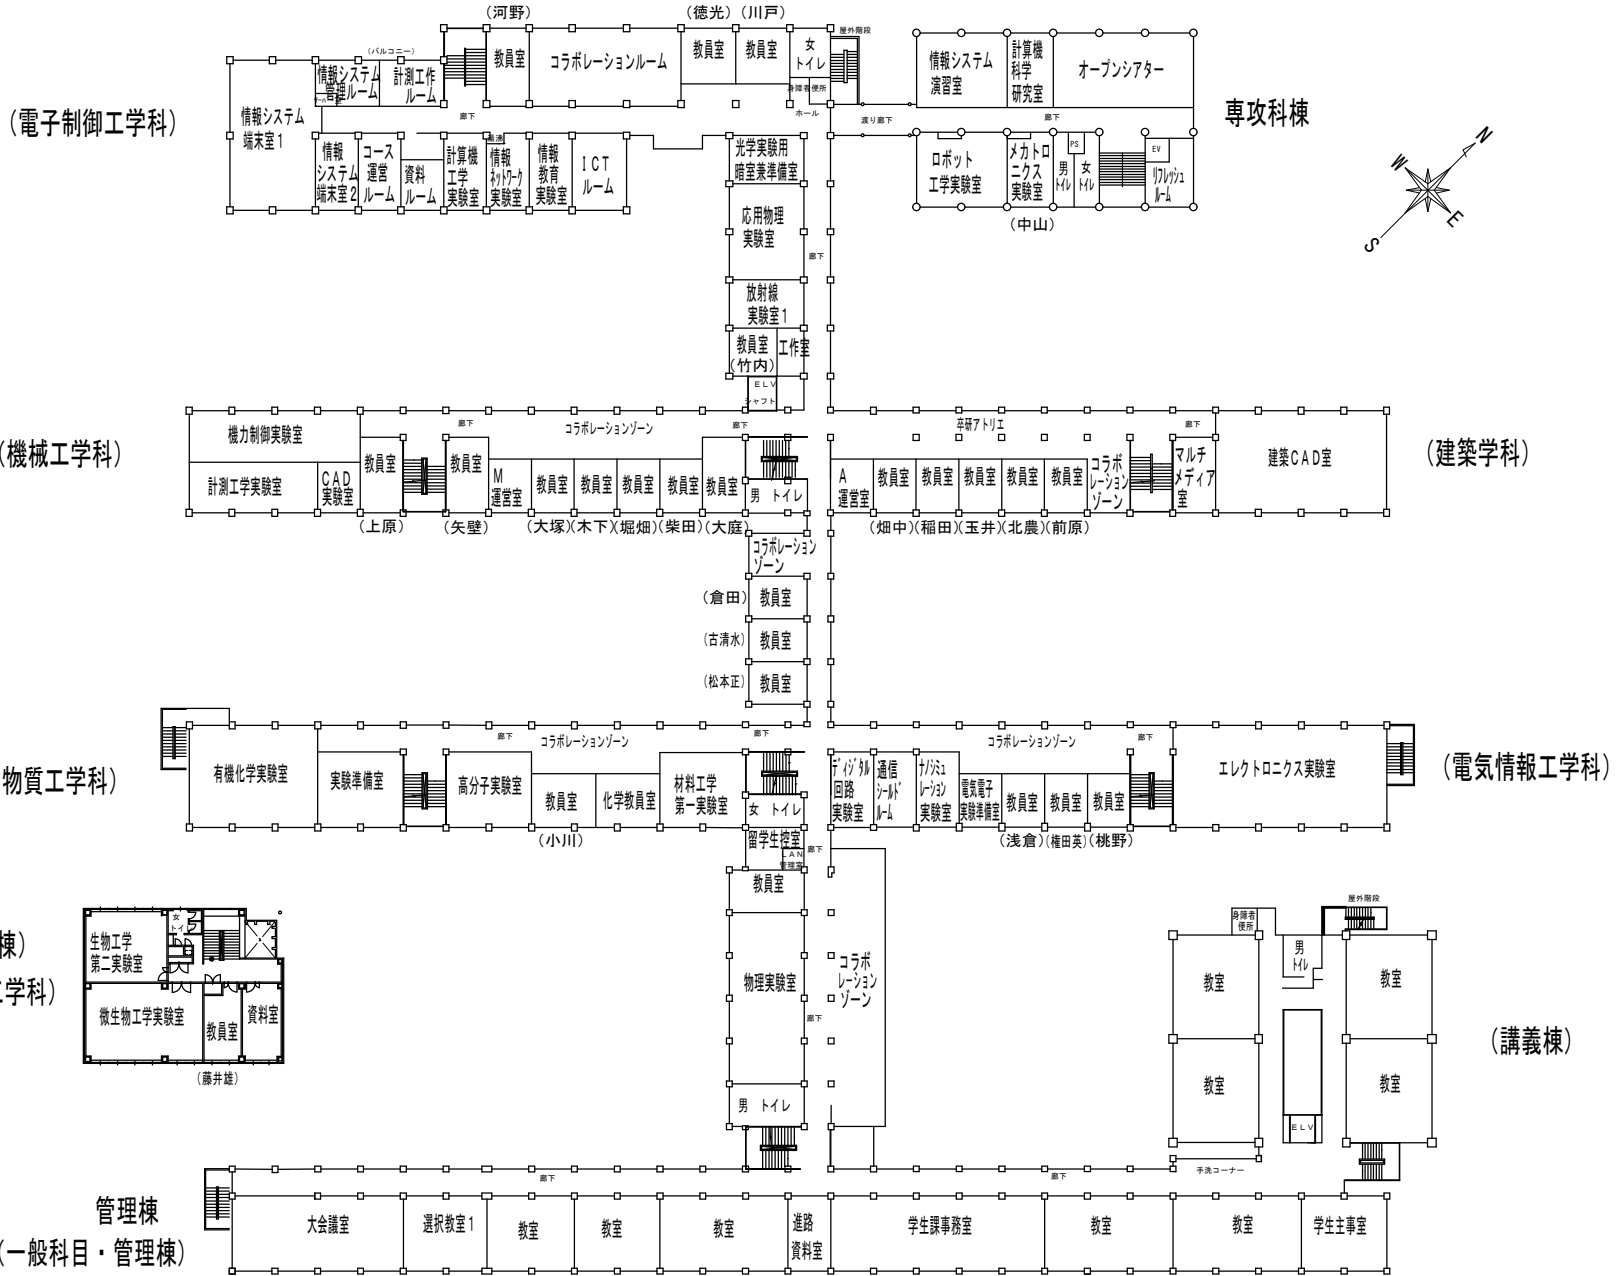 (河野)
(徳光)
(川戸)
(電子制御工学科)
専攻科棟
(バルコニー)
情報システム
端末室1
情報システム
管理ルーム
計測工作
ルーム
教員室
コラボレーションルーム
教員室
教員室
女
トイレ
身障者便所
ホール
屋外階段
渡り廊下
廊下
情報システム
演習室
計算機
科学
研究室
オープンシアター
廊下
情報
システム
端末室2
コース
運営
ルーム
資料
ルーム
計算機
工学
実験室
情報
ネットワーク
実験室
情報
教育
実験室
ICT
ルーム
光学実験用
暗室兼準備室
ロボット
工学実験室
メカトロ
ニクス
実験室
PS
男
トイレ
女
トイレ
EV
リフレッシュ
ルーム
(中山)
N
W
E
S
応用物理
実験室
廊下
放射線
実験室1
教員室
(竹内)
工作室
ELV
シャフト
(機械工学科)
(建築学科)
機力制御実験室
計測工学実験室
CAD
実験室
教員室
廊下
教員室
コラボレーションゾーン
M
運営室
教員室
教員室
教員室
教員室
教員室
廊下
男 トイレ
A
運営室
教員室
教員室
教員室
教員室
教員室
卒研アトリエ
コラボ
レーション
ゾーン
廊下
マルチ
メディア
室
建築CAD室
(上原)
(矢壁)
(大塚)
(木下)
(堀畑)
(柴田)
(大庭)
(畑中)
(稲田)
(玉井)
(北農)
(前原)
コラボレーション
ゾーン
(倉田)
教員室
(古清水)
教員室
(松本正)
教員室
物質工学科)
(電気情報工学科)
有機化学実験室
実験準備室
廊下
コラボレーションゾーン
高分子実験室
教員室
化学教員室
材料工学
第一実験室
廊下
女 トイレ
(小川)
ディジタル
回路
実験室
通信
シールド
ルーム
ナノシミュ
レーション
実験室
コラボレーションゾーン
電気電子
実験準備室
教員室
教員室
教員室
廊下
エレクトロニクス実験室
(浅倉)
(権田英)
(桃野)
留学生控室
LAN
管理室
廊下
教員室
物理実験室
廊下
コラボ
レーション
ゾーン
男 トイレ
棟)
工学科)
生物工学
第二実験室
女
トイレ
微生物工学実験室
教員室
資料室
(藤井雄)
(講義棟)
身障者
便所
屋外階段
男
トイレ
教室
教室
教室
教室
ELV
手洗コーナー
管理棟
(一般科目・管理棟)
廊下
廊下
大会議室
選択教室1
教室
教室
教室
進路
資料室
学生課事務室
教室
教室
学生主事室